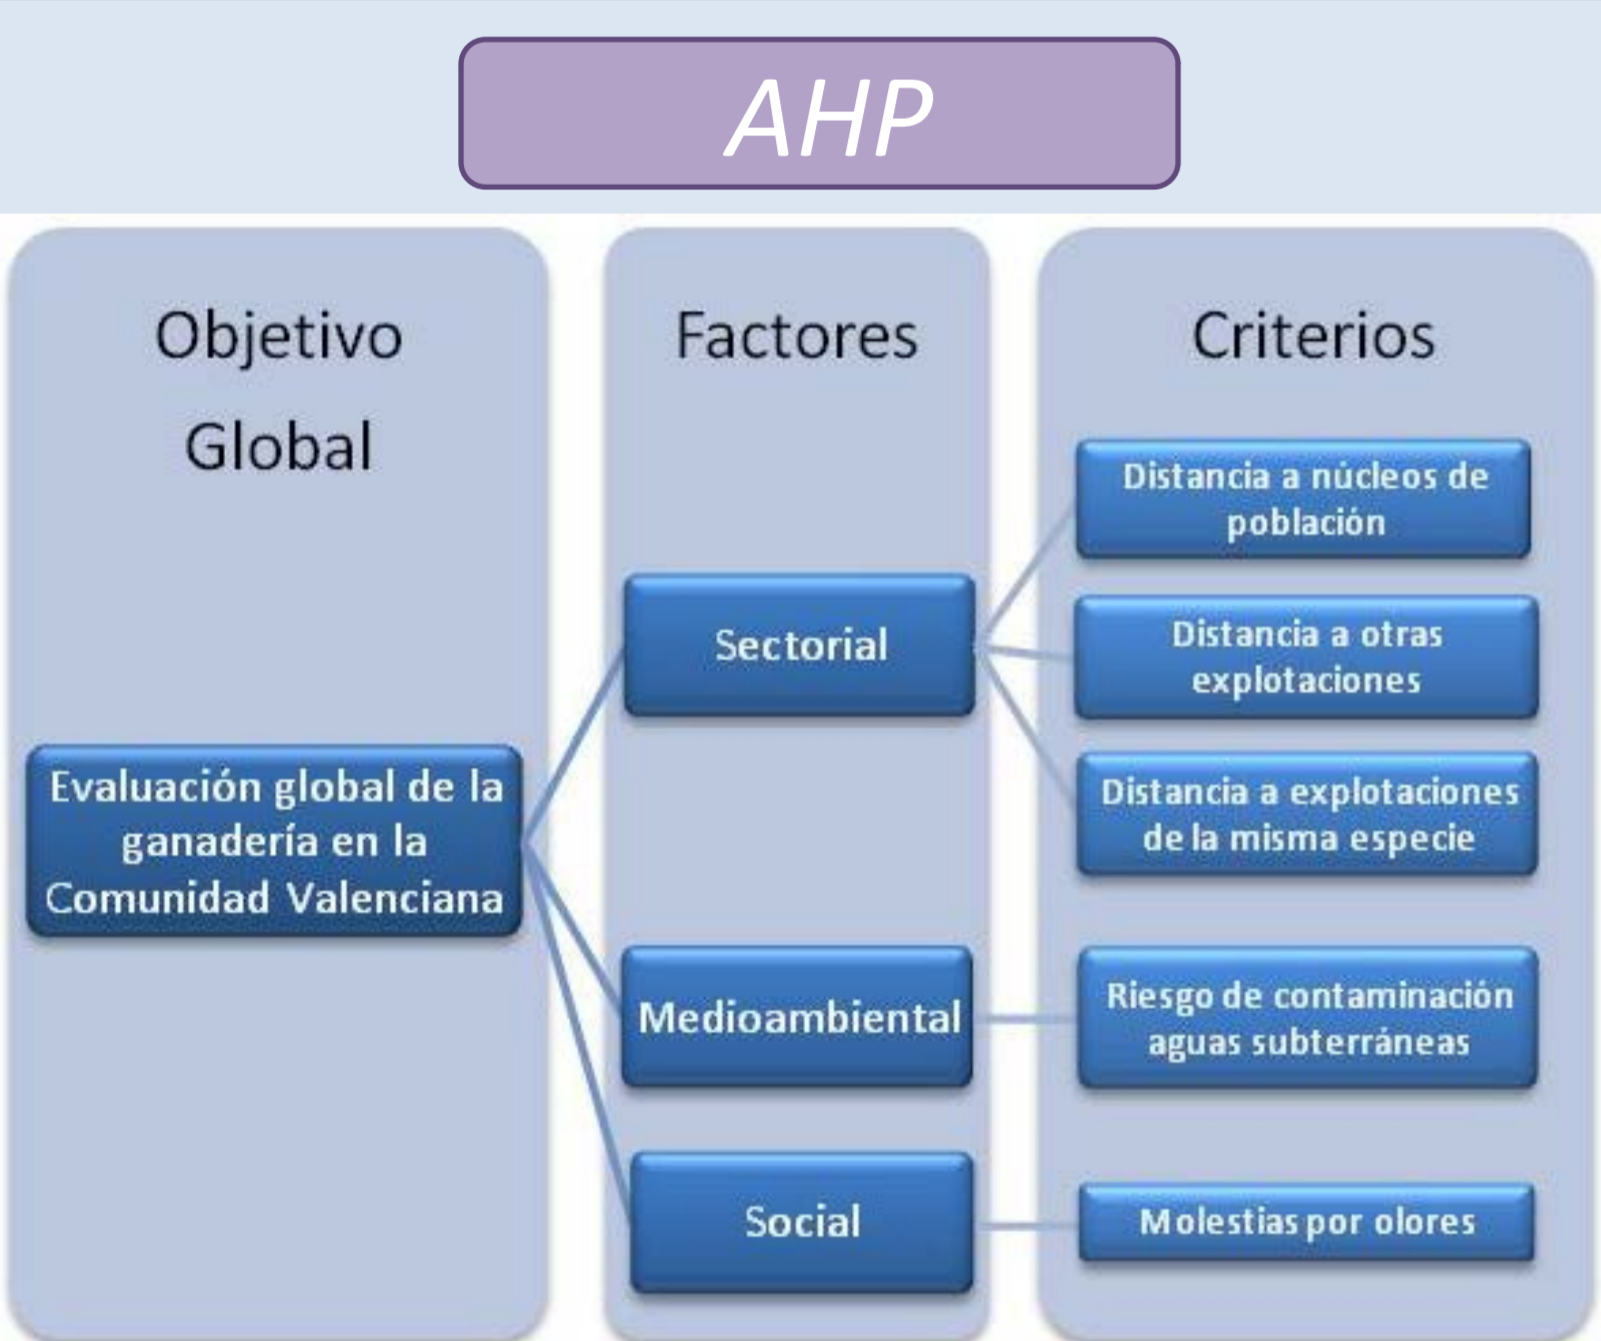 AHP
Objetivo
Global
Evaluación global de la
ganadería en la
Comunidad Valenciana
Factores
Sectorial
Medioambiental
Social
Criterios
Distancia a núcleos de
población
Distancia a otras
explotaciones
Distancia a explotaciones
de la misma especie
Riesgo de contaminación
aguas subterráneas
Molestias por olores